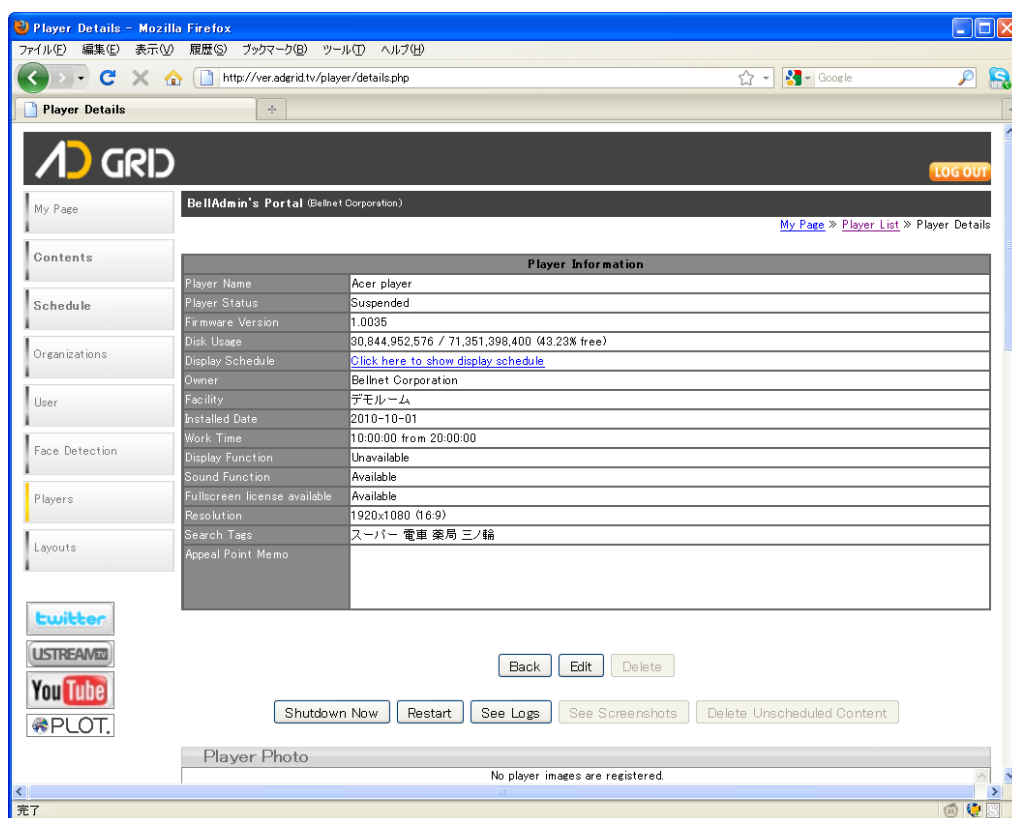 Player Details - Mozilla Firefox
ファイル(F) 編集(E) 表示(V) 履歴(S) ブックマーク(B) ツール(T) ヘルプ(H)
http://ver.adgrid.tv/player/details.php
Google
Player Details
AD GRID
LOG OUT
My Page
Contents
Schedule
Organizations
User
Face Detection
Players
Layouts
twitter
USTREAM TV
YouTube
PLOT.
BellAdmin's Portal (Bellnet Corporation)
My Page » Player List » Player Details
Player Information
Player Name Acer player
Player Status Suspended
Firmware Version 1.0035
Disk Usage 30,844,952,576 / 71,351,398,400 (43.23% free)
Display Schedule Click here to show display schedule
Owner Bellnet Corporation
Facility デモルーム
Installed Date 2010-10-01
Work Time 10:00:00 from 20:00:00
Display Function Unavailable
Sound Function Available
Fullscreen license available Available
Resolution 1920x1080 (16:9)
Search Tags スーパー 電車 薬局 三ノ輪
Appeal Point Memo
Back Edit Delete
Shutdown Now Restart See Logs See Screenshots Delete Unscheduled Content
Player Photo
No player images are registered.
完了